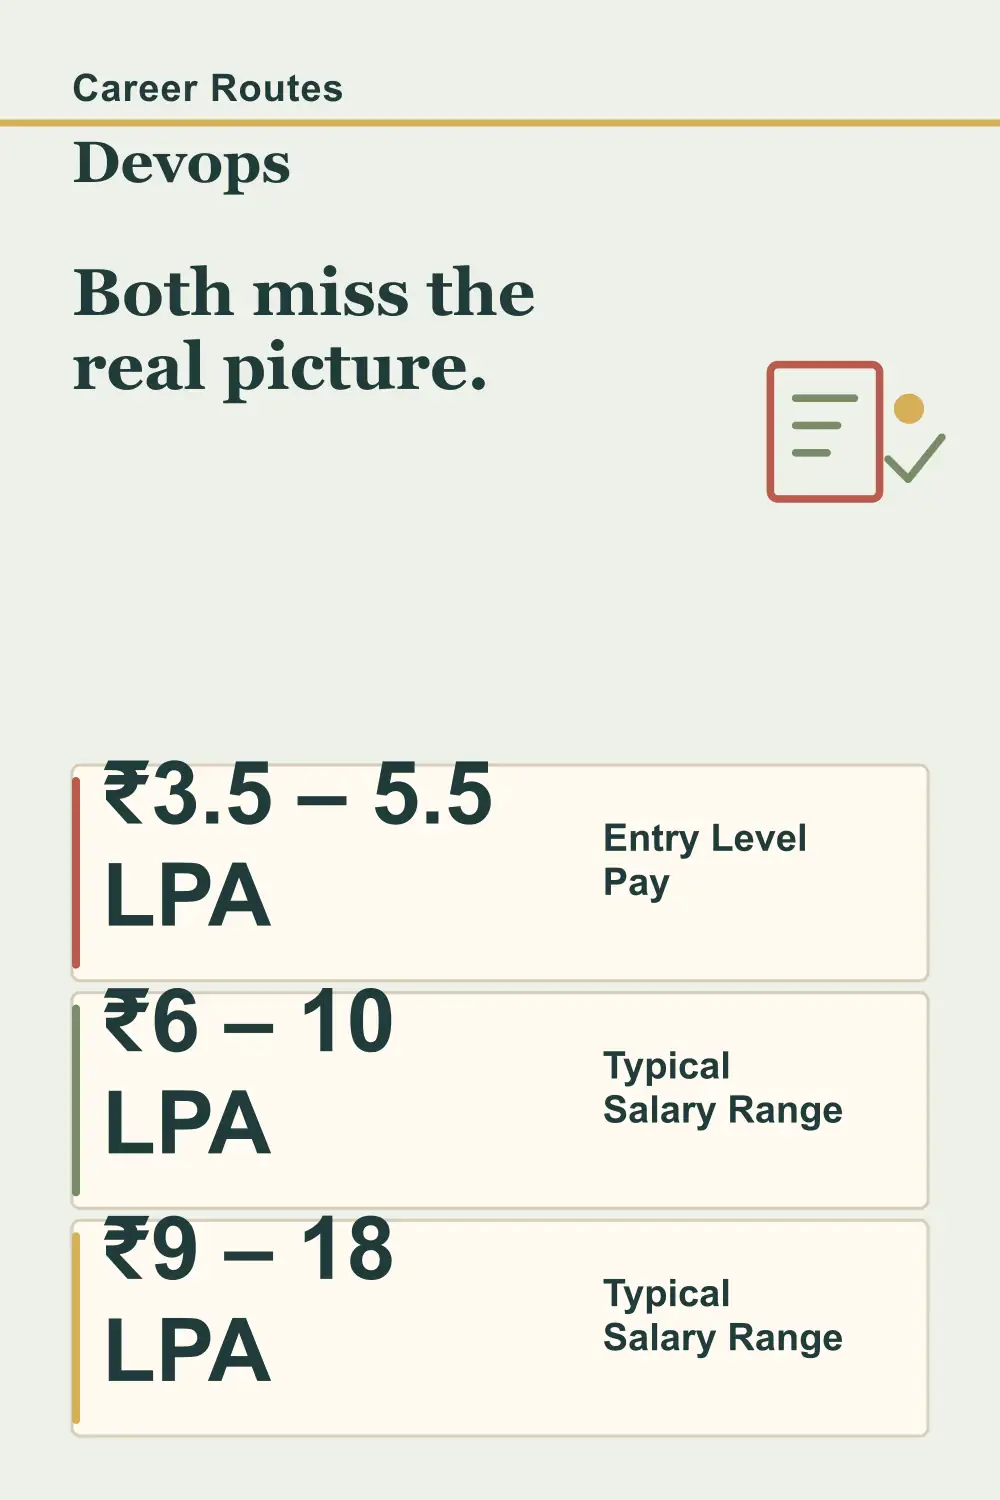 Career Routes
Devops
Both miss the
real picture.
₹3.5 – 5.5
LPA
Entry Level
Pay
₹6 – 10
LPA
Typical
Salary Range
₹9 – 18
LPA
Typical
Salary Range